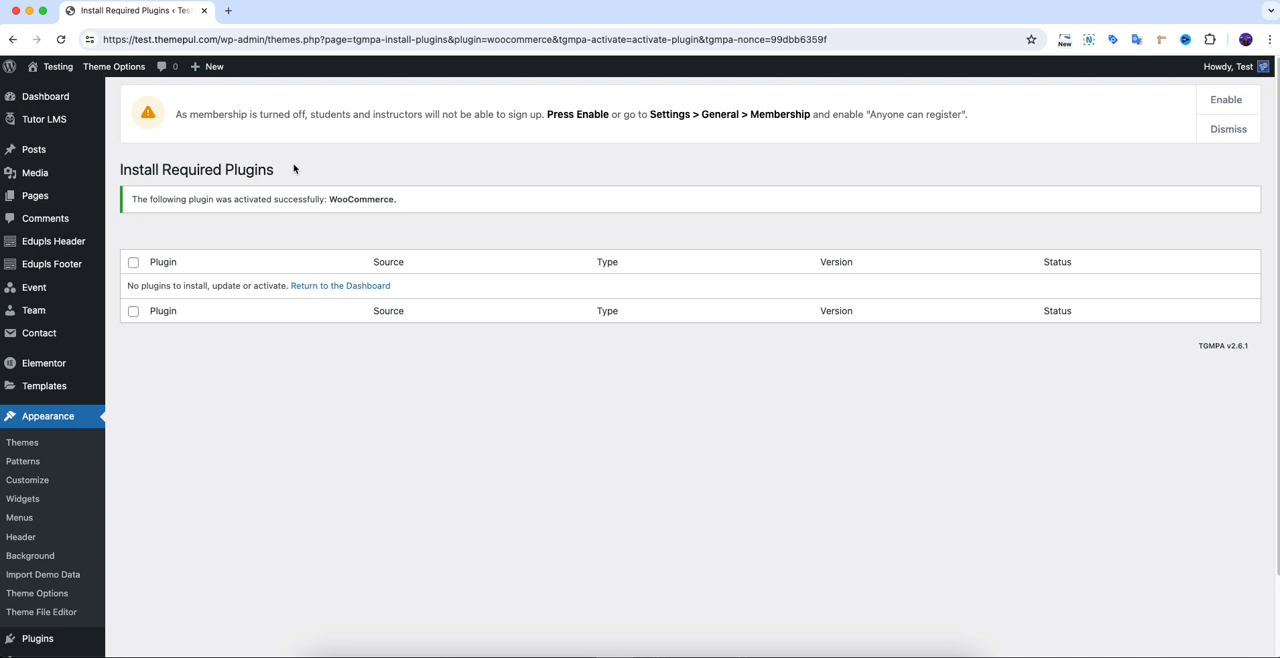 Install Required Plugins ‹ Tes
https://test.themepul.com/wp-admin/themes.php?page=tgmpa-install-plugins&plugin=woocommerce&tgmpa-activate=activate-plugin&tgmpa-nonce=99dbb6359f
New
Testing
Theme Options
0
New
Howdy, Test
Dashboard
Tutor LMS
Posts
Media
Pages
Comments
Edupls Header
Edupls Footer
Event
Team
Contact
Elementor
Templates
Appearance
Themes
Patterns
Customize
Widgets
Menus
Header
Background
Import Demo Data
Theme Options
Theme File Editor
Plugins
As membership is turned off, students and instructors will not be able to sign up. Press Enable or go to Settings > General > Membership and enable "Anyone can register".
Enable
Dismiss
Install Required Plugins
The following plugin was activated successfully: WooCommerce.
Plugin Source Type Version Status
No plugins to install, update or activate. Return to the Dashboard
Plugin Source Type Version Status
TGMPA v2.6.1